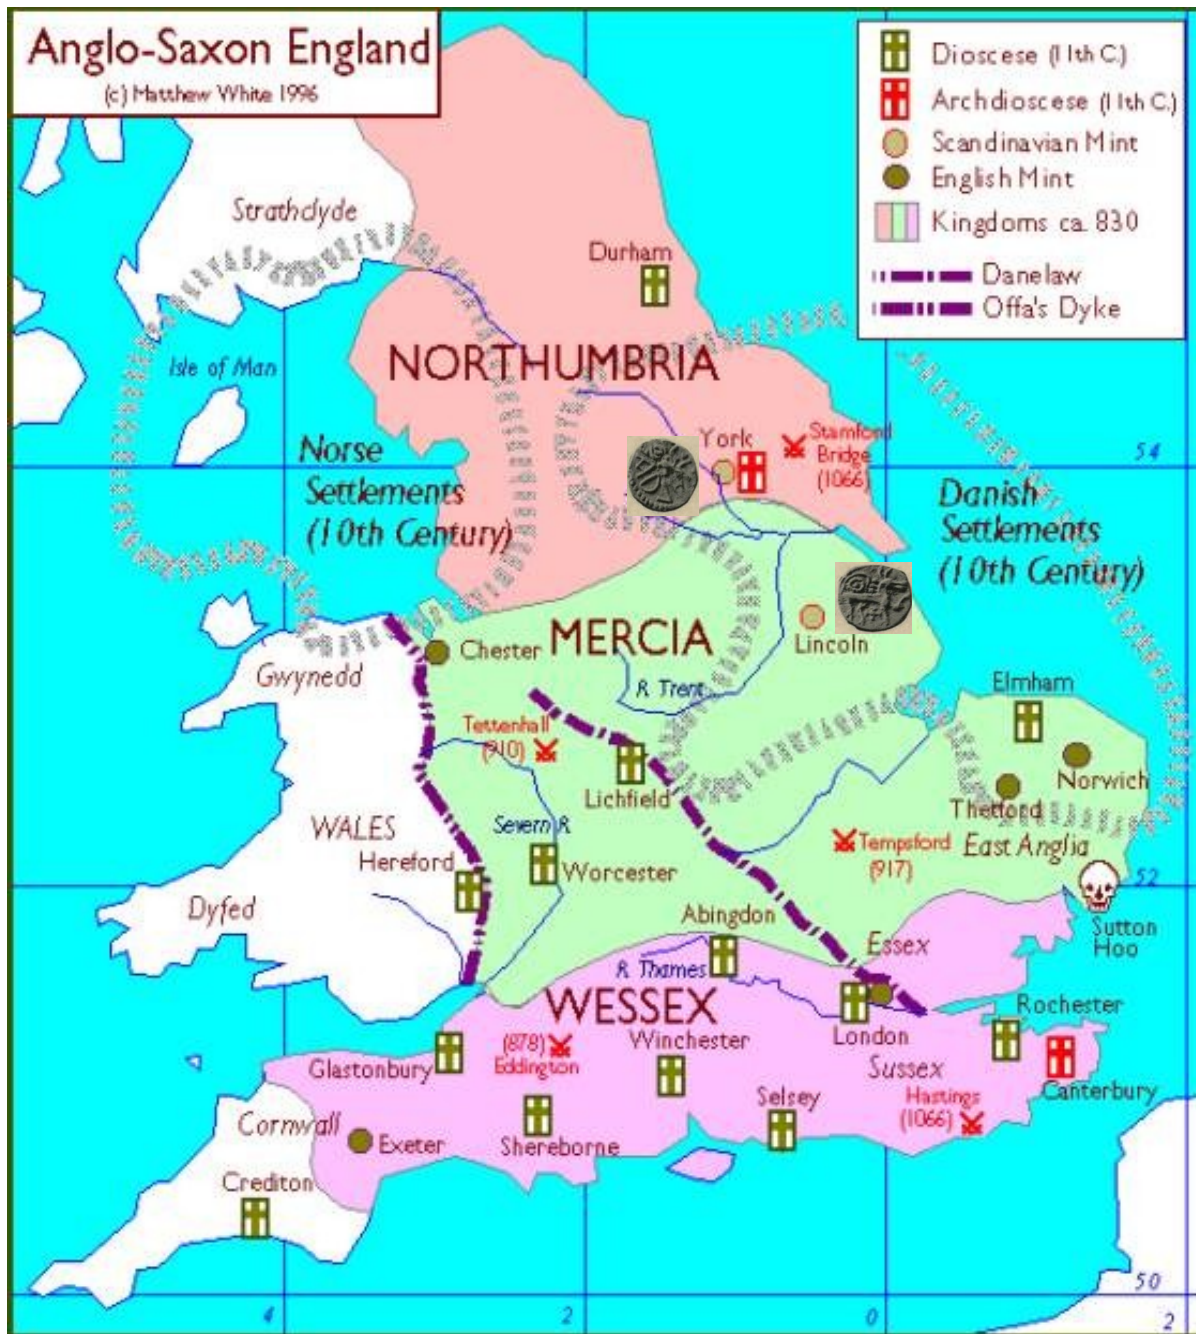 Anglo-Saxon England
(c) Matthew White 1996
Dioscese (11th C.)
Archdioscese (11th C.)
Scandinavian Mint
English Mint
Kingdoms ca. 830
Danelaw
Offa's Dyke
Strathclyde
Durham
Isle of Man
NORTHUMBRIA
York
Stamford
Bridge
(1066)
54
Norse
Settlements
(10th Century)
Danish
Settlements
(10th Century)
MERCIA
Lincoln
Chester
Gwynedd
R. Trent
Elmham
Tettenhall
(910)
Norwich
Lichfield
Thetford
WALES
Severn R.
Tempsford
(917)
East Anglia
Hereford
Worcester
52
Dyfed
Abingdon
Sutton
Hoo
Essex
R. Thames
WESSEX
Rochester
London
(878)
Eddington
Winchester
Glastonbury
Sussex
Canterbury
Hastings
(1066)
Selsey
Cornwall
Exeter
Shereborne
Crediton
50
4
2
0
2